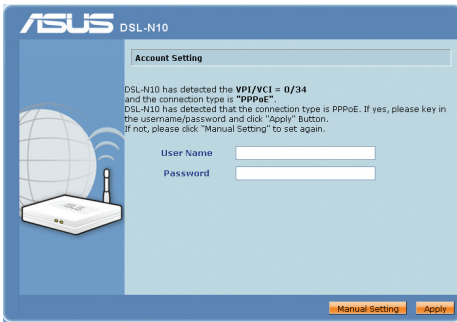 ASUS DSL-N10
Account Setting
DSL-N10 has detected the VPI/VCI = 0/34
and the connection type is "PPPoE".
DSL-N10 has detected that the connection type is PPPoE. If yes, please key in
the username/password and click "Apply" Button.
If not, please click "Manual Setting" to set again.
User Name
Password
Manual Setting Apply